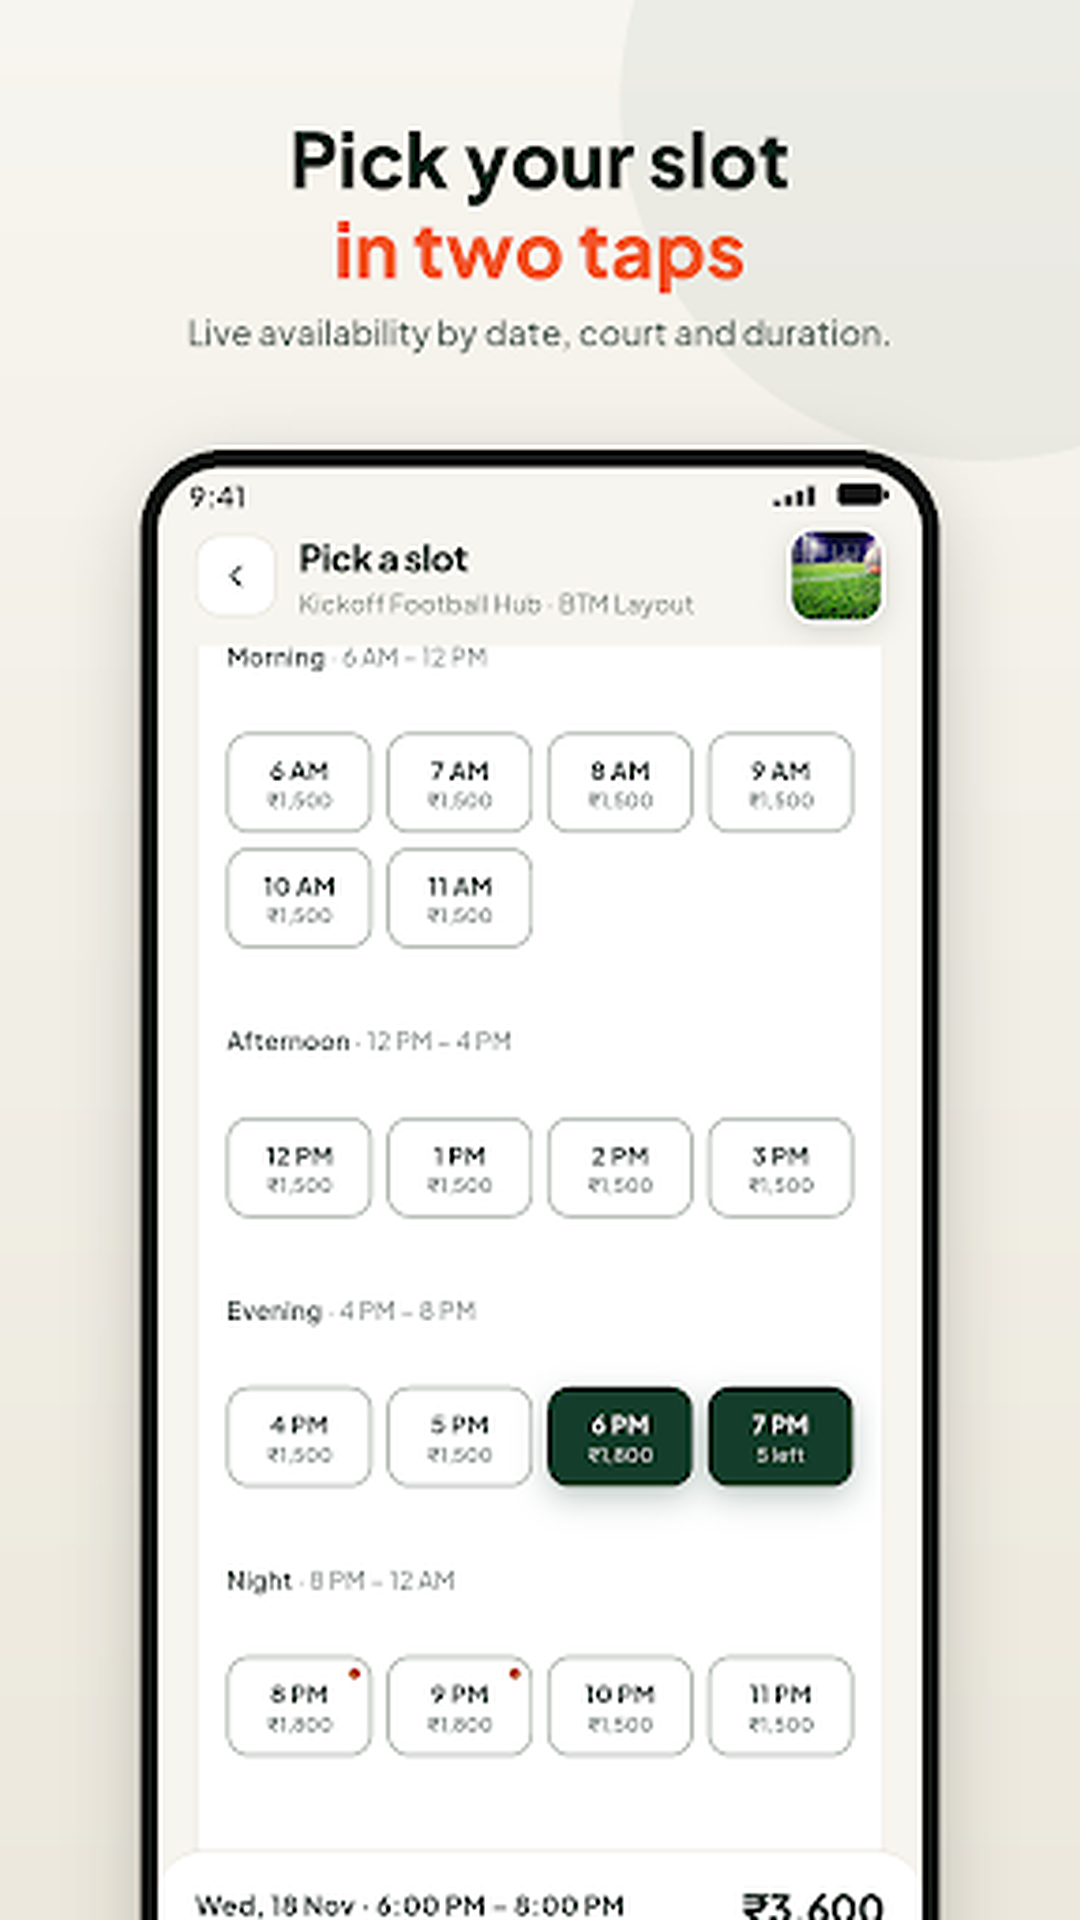 Pick your slot
in two taps
Live availability by date, court and duration.
9:41
Pick a slot
Kickoff Football Hub · BTM Layout
Morning · 6 AM – 12 PM
6 AM 7 AM 8 AM 9 AM
₹1,500 ₹1,500 ₹1,500 ₹1,500
10 AM 11 AM
₹1,500 ₹1,500
Afternoon · 12 PM – 4 PM
12 PM 1 PM 2 PM 3 PM
₹1,500 ₹1,500 ₹1,500 ₹1,500
Evening · 4 PM – 8 PM
4 PM 5 PM 6 PM 7 PM
₹1,500 ₹1,500 ₹1,800 5 left
Night · 8 PM – 12 AM
8 PM 9 PM 10 PM 11 PM
₹1,800 ₹1,800 ₹1,500 ₹1,500
Wed, 18 Nov · 6:00 PM – 8:00 PM ₹3,600